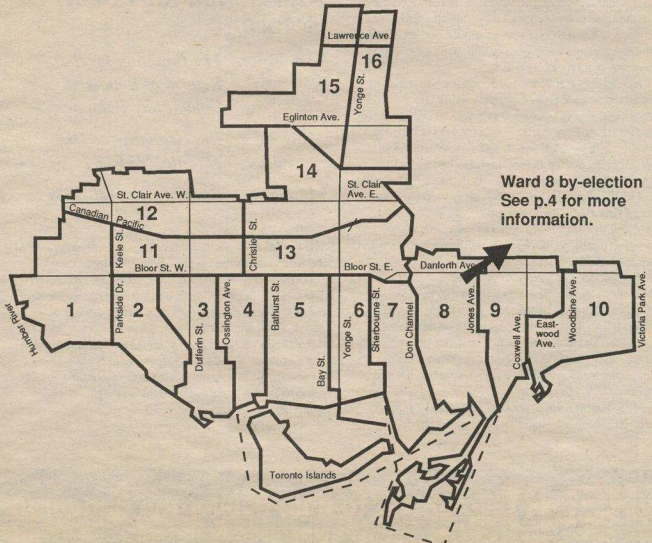 Lawrence Ave.
16
15
Yonge St.
Eglinton Ave.
14
St. Clair Ave. W.
St. Clair
Ave. E.
Ward 8 by-election
See p.4 for more
information.
Canadian Pacific
12
Keele St.
11
Christie St.
13
Bloor St. W.
Bloor St. E.
Danforth Ave.
Humber River
1
Parkside Dr.
2
3
Dufferin St.
Ossington Ave.
4
Bathurst St.
5
Bay St.
6
Yonge St.
Sherbourne St.
7
Don Channel
8
Jones Ave.
9
Coxwell Ave.
East-
wood
Ave.
Woodbine Ave.
10
Victoria Park Ave.
Toronto Islands